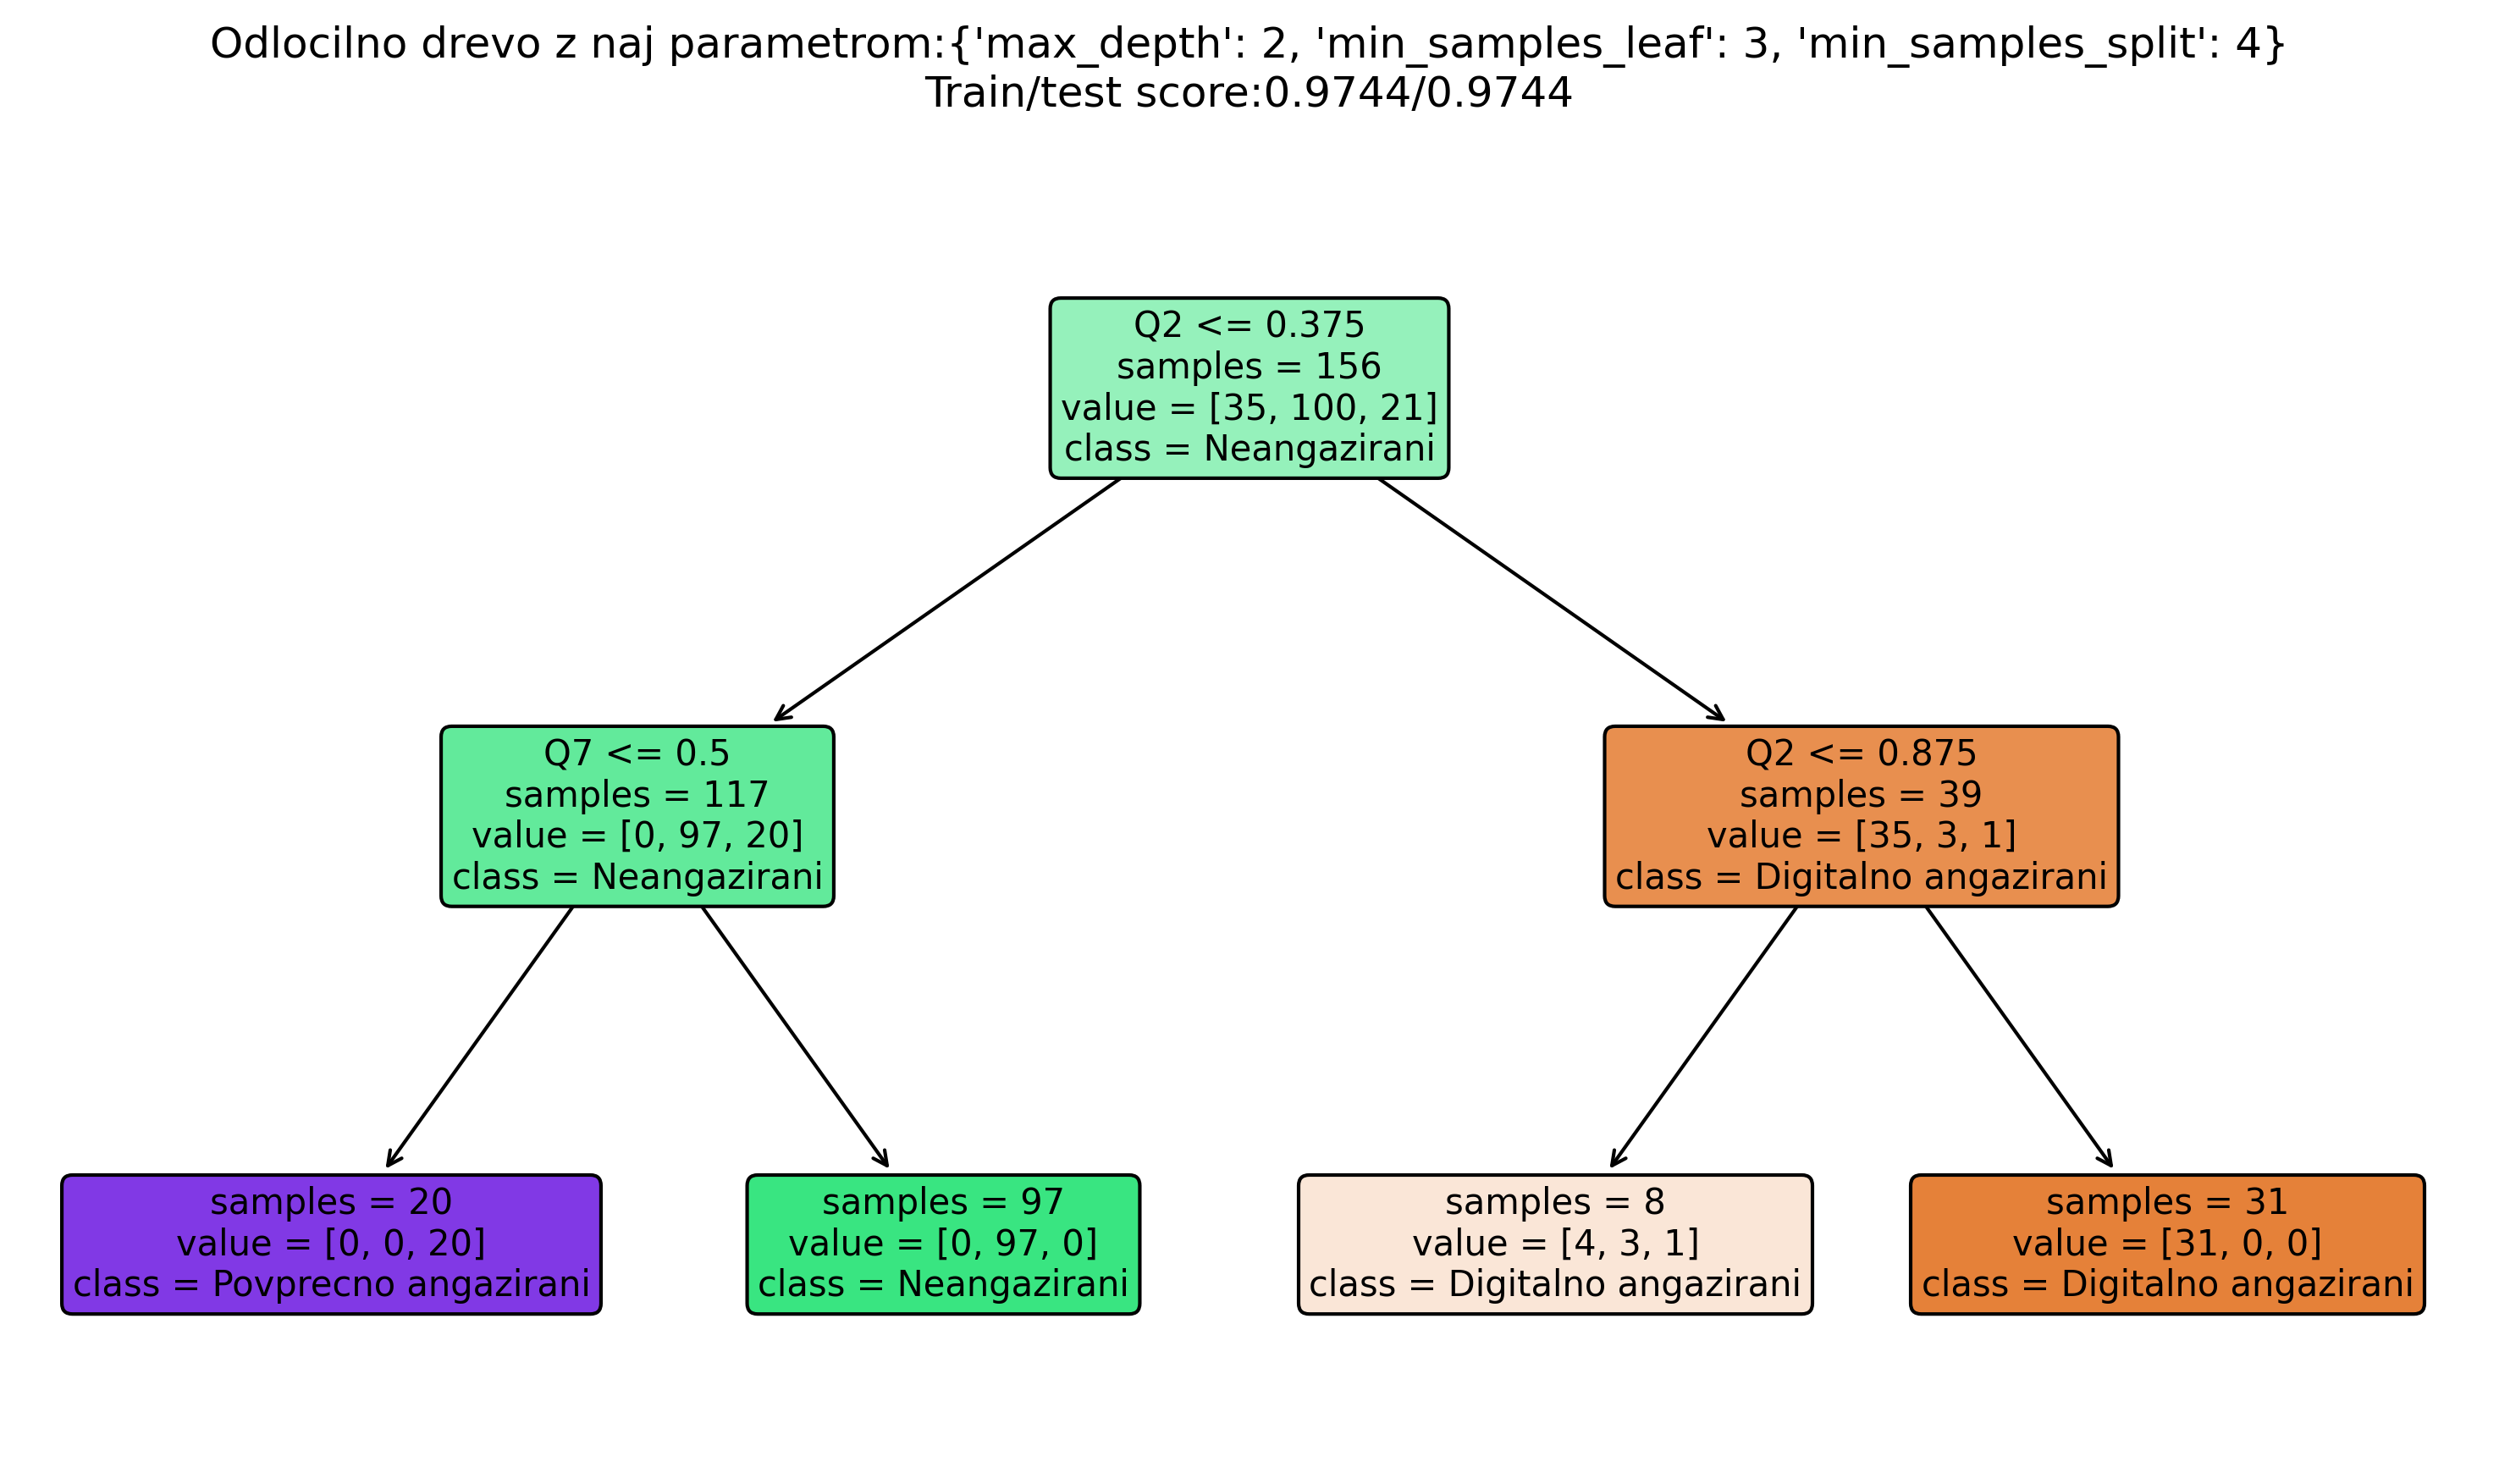 Odlocilno drevo z naj parametrom:{'max_depth': 2, 'min_samples_leaf': 3, 'min_samples_split': 4}
Train/test score:0.9744/0.9744
Q2 <= 0.375
samples = 156
value = [35, 100, 21]
class = Neangazirani
Q7 <= 0.5
samples = 117
value = [0, 97, 20]
class = Neangazirani
Q2 <= 0.875
samples = 39
value = [35, 3, 1]
class = Digitalno angazirani
samples = 20
value = [0, 0, 20]
class = Povprecno angazirani
samples = 97
value = [0, 97, 0]
class = Neangazirani
samples = 8
value = [4, 3, 1]
class = Digitalno angazirani
samples = 31
value = [31, 0, 0]
class = Digitalno angazirani